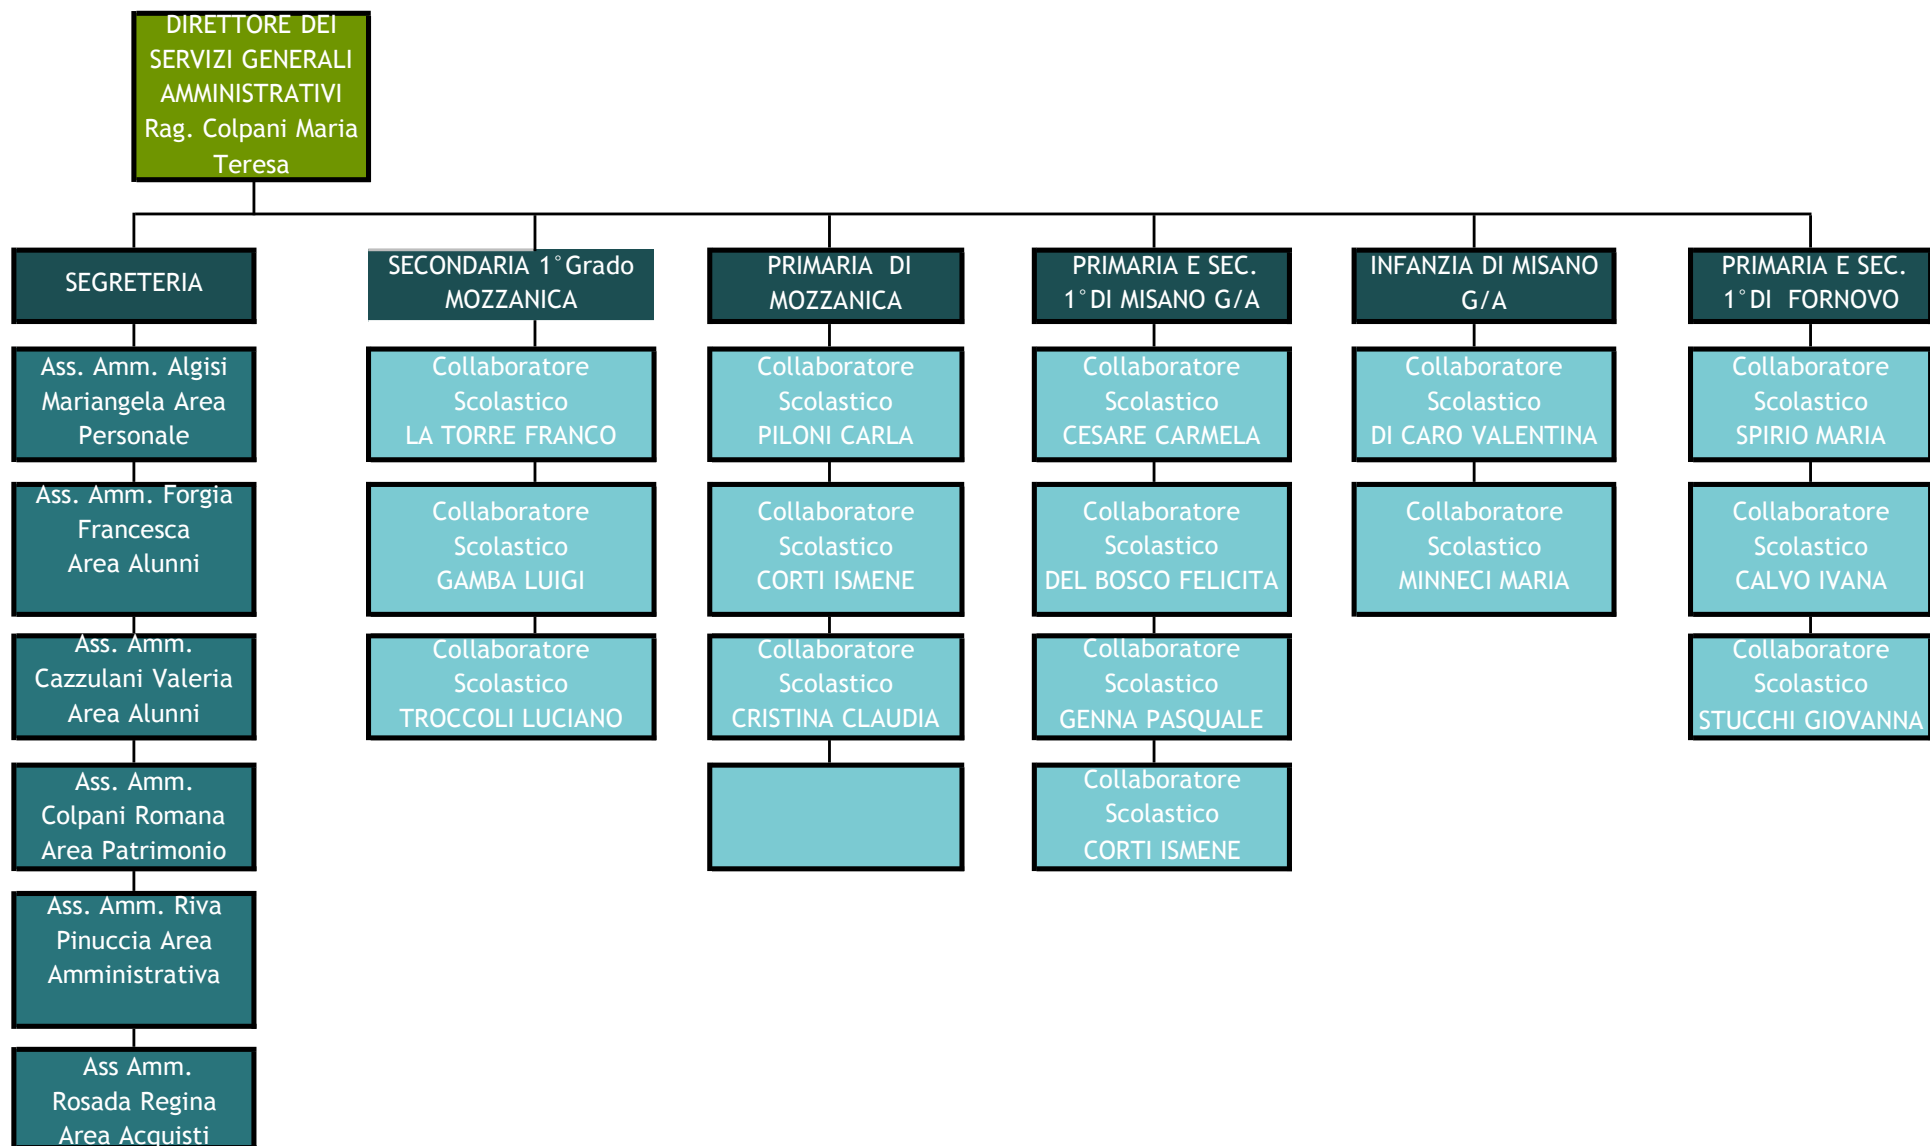 DIRETTORE DEI
SERVIZI GENERALI
AMMINISTRATIVI
Rag. Colpani Maria
Teresa
SEGRETERIA
Ass. Amm. Algisi
Mariangela Area
Personale
Ass. Amm. Forgia
Francesca
Area Alunni
Ass. Amm.
Cazzulani Valeria
Area Alunni
Ass. Amm.
Colpani Romana
Area Patrimonio
Ass. Amm. Riva
Pinuccia Area
Amministrativa
Ass Amm.
Rosada Regina
Area Acquisti
SECONDARIA 1°Grado
MOZZANICA
Collaboratore
Scolastico
LA TORRE FRANCO
Collaboratore
Scolastico
GAMBA LUIGI
Collaboratore
Scolastico
TROCCOLI LUCIANO
PRIMARIA DI
MOZZANICA
Collaboratore
Scolastico
PILONI CARLA
Collaboratore
Scolastico
CORTI ISMENE
Collaboratore
Scolastico
CRISTINA CLAUDIA
PRIMARIA E SEC.
1°DI MISANO G/A
Collaboratore
Scolastico
CESARE CARMELA
Collaboratore
Scolastico
DEL BOSCO FELICITA
Collaboratore
Scolastico
GENNA PASQUALE
Collaboratore
Scolastico
CORTI ISMENE
INFANZIA DI MISANO
G/A
Collaboratore
Scolastico
DI CARO VALENTINA
Collaboratore
Scolastico
MINNECI MARIA
PRIMARIA E SEC.
1°DI FORNOVO
Collaboratore
Scolastico
SPIRIO MARIA
Collaboratore
Scolastico
CALVO IVANA
Collaboratore
Scolastico
STUCCHI GIOVANNA